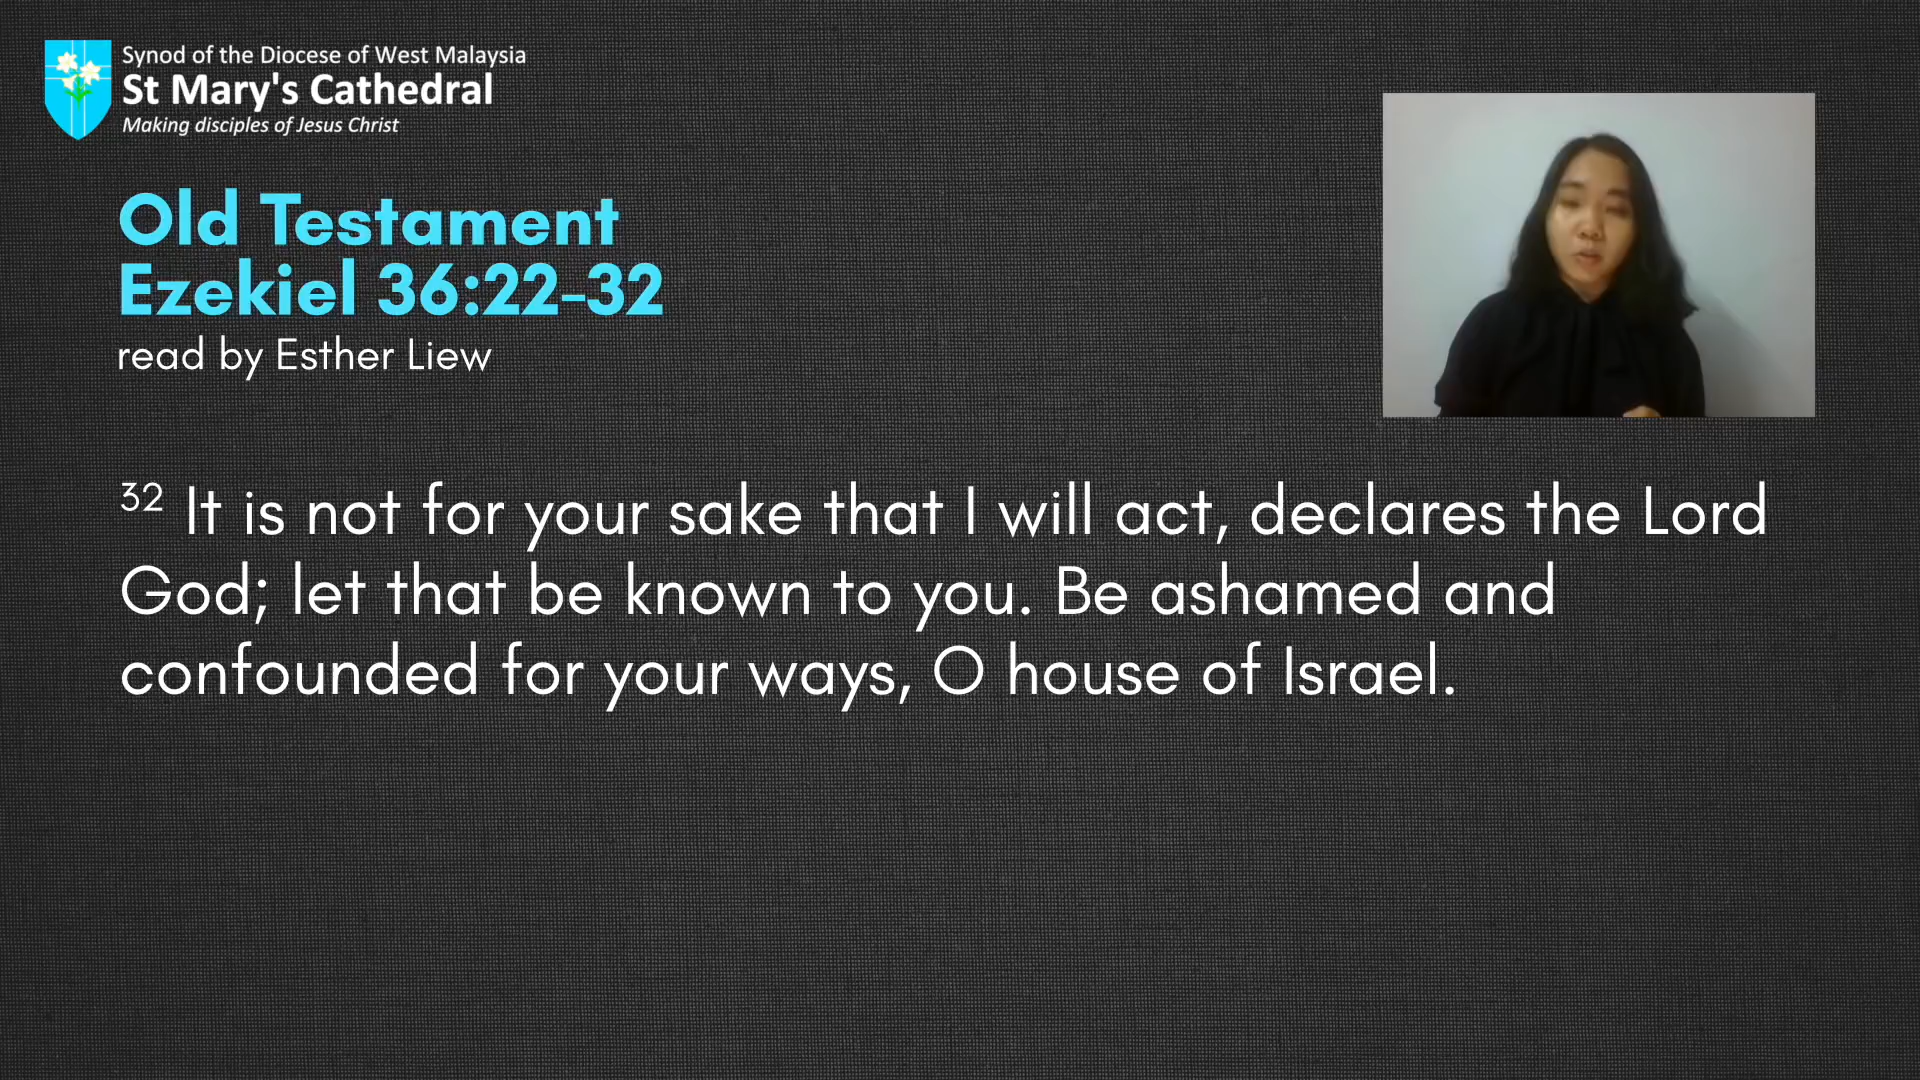 Synod of the Diocese of West Malaysia
St Mary's Cathedral
Making disciples of Jesus Christ
Old Testament
Ezekiel 36:22-32
read by Esther Liew
32 It is not for your sake that I will act, declares the Lord
God; let that be known to you. Be ashamed and
confounded for your ways, O house of Israel.